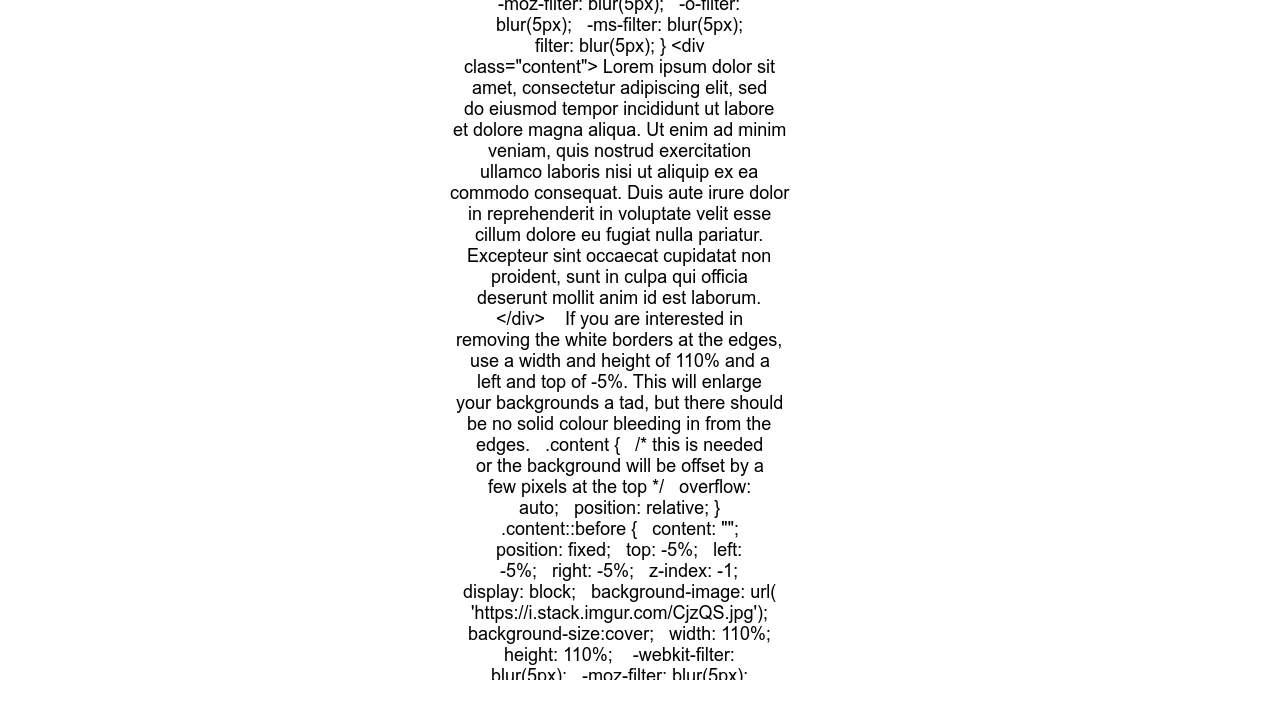 -moz-filter: blur(5px);   -o-filter:
blur(5px);   -ms-filter: blur(5px);
filter: blur(5px); } <div
class="content"> Lorem ipsum dolor sit
amet, consectetur adipiscing elit, sed
do eiusmod tempor incididunt ut labore
et dolore magna aliqua. Ut enim ad minim
veniam, quis nostrud exercitation
ullamco laboris nisi ut aliquip ex ea
commodo consequat. Duis aute irure dolor
in reprehenderit in voluptate velit esse
cillum dolore eu fugiat nulla pariatur.
Excepteur sint occaecat cupidatat non
proident, sunt in culpa qui officia
deserunt mollit anim id est laborum.
</div>    If you are interested in
removing the white borders at the edges,
use a width and height of 110% and a
left and top of -5%. This will enlarge
your backgrounds a tad, but there should
be no solid colour bleeding in from the
edges.   .content {   /* this is needed
or the background will be offset by a
few pixels at the top */   overflow:
auto;   position: relative; }
.content::before {   content: "";
position: fixed;   top: -5%;   left:
-5%;   right: -5%;   z-index: -1;
display: block;   background-image: url(
'https://i.stack.imgur.com/CjzQS.jpg');
background-size:cover;   width: 110%;
height: 110%;    -webkit-filter:
blur(5px);   -moz-filter: blur(5px);